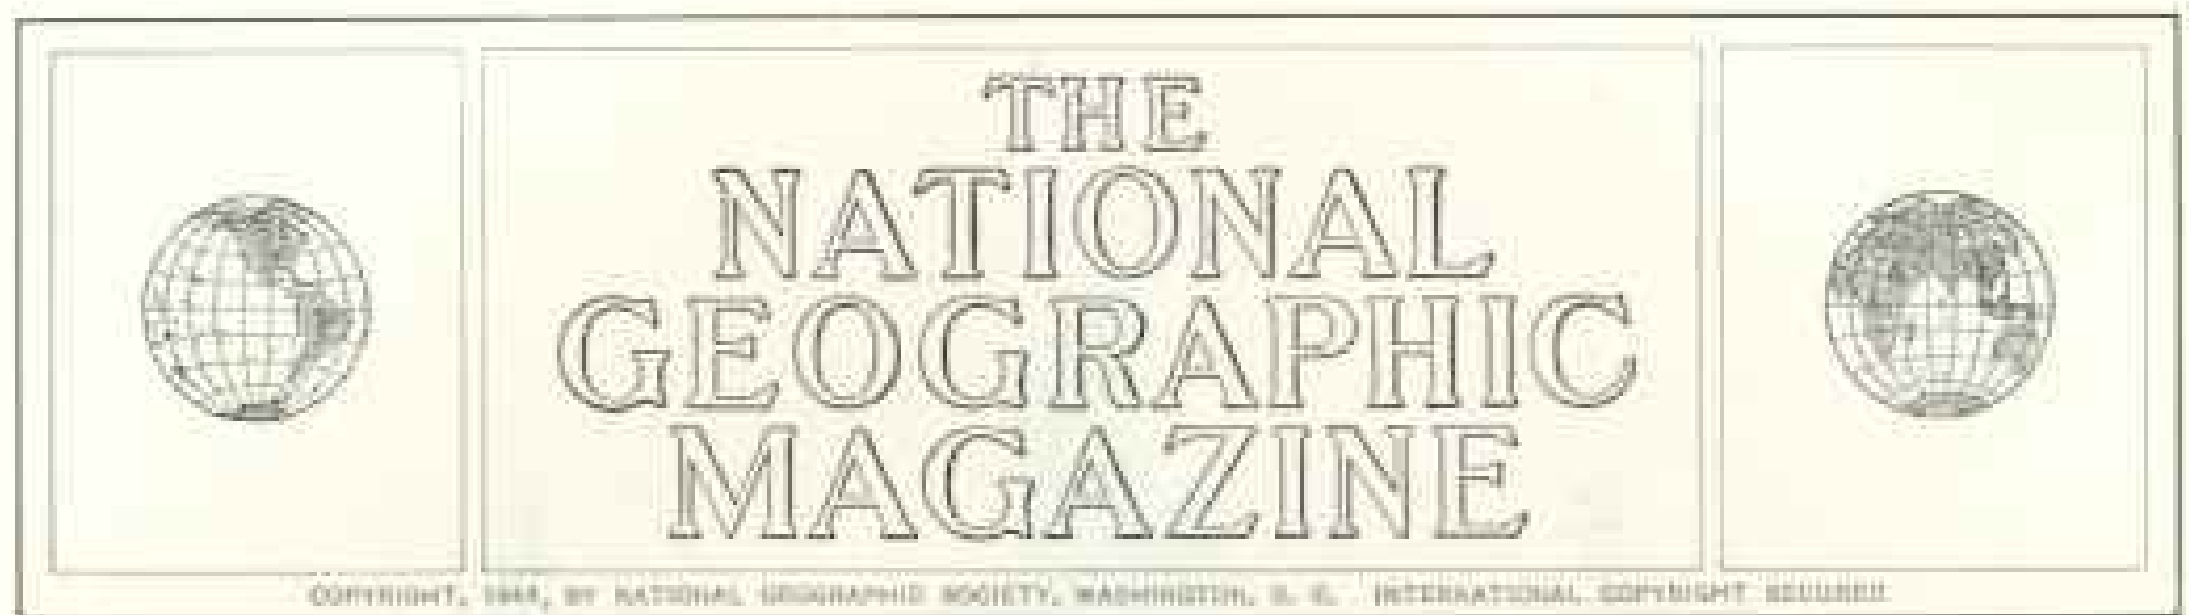 THE
NATIONAL
GEOGRAPHIC
MAGAZINE
COPYRIGHT, BY NATIONAL GEOGRAPHIC SOCIETY, WASHINGTON, D. C. INTERNATIONAL COPYRIGHT SECURED